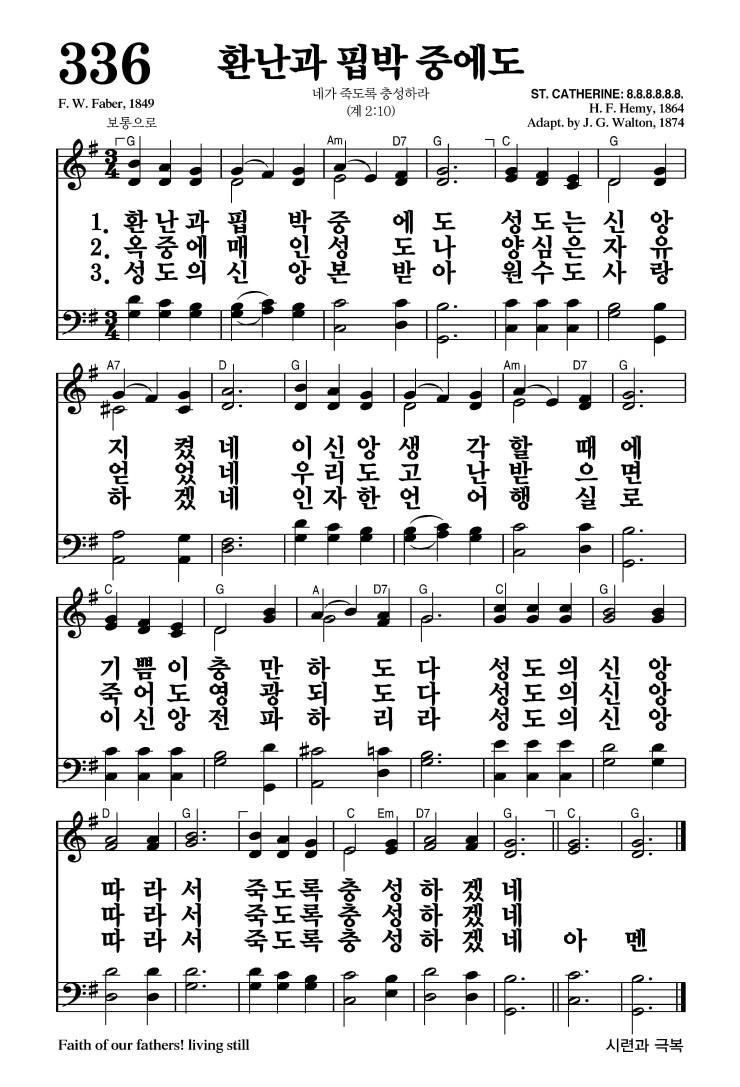 336 환난과 핍박 중에도
네가 죽도록 충성하라
(계 2:10)
ST. CATHERINE: 8.8.8.8.8.8.
F. W. Faber, 1849
H. F. Hemy, 1864
보통으로
Adapt. by J. G. Walton, 1874
G Am D7 G C G
3 4
1. 환난과 핍 박중 에도 성도는신 앙
2. 옥중에매 인성 도나 양심은자 유
3. 성도의신 앙본 받아 원수도사 랑
3 4
A7 D G Am D7 G
지 켰네 이신앙생 각할 때에
얻 었네 우리도고 난받 으면
하 겠네 인자한언 어행 실로
C G A D7 G C G
기쁨이충 만하 도다 성도의신 앙
죽어도영 광되 도다 성도의신 앙
이신앙전 파하 리라 성도의신 앙
D G C Em D7 G C G
따라서 죽도록충 성하겠네
따라서 죽도록충 성하겠네
따라서 죽도록충 성하겠네 아 멘
Faith of our fathers! living still 시련과 극복